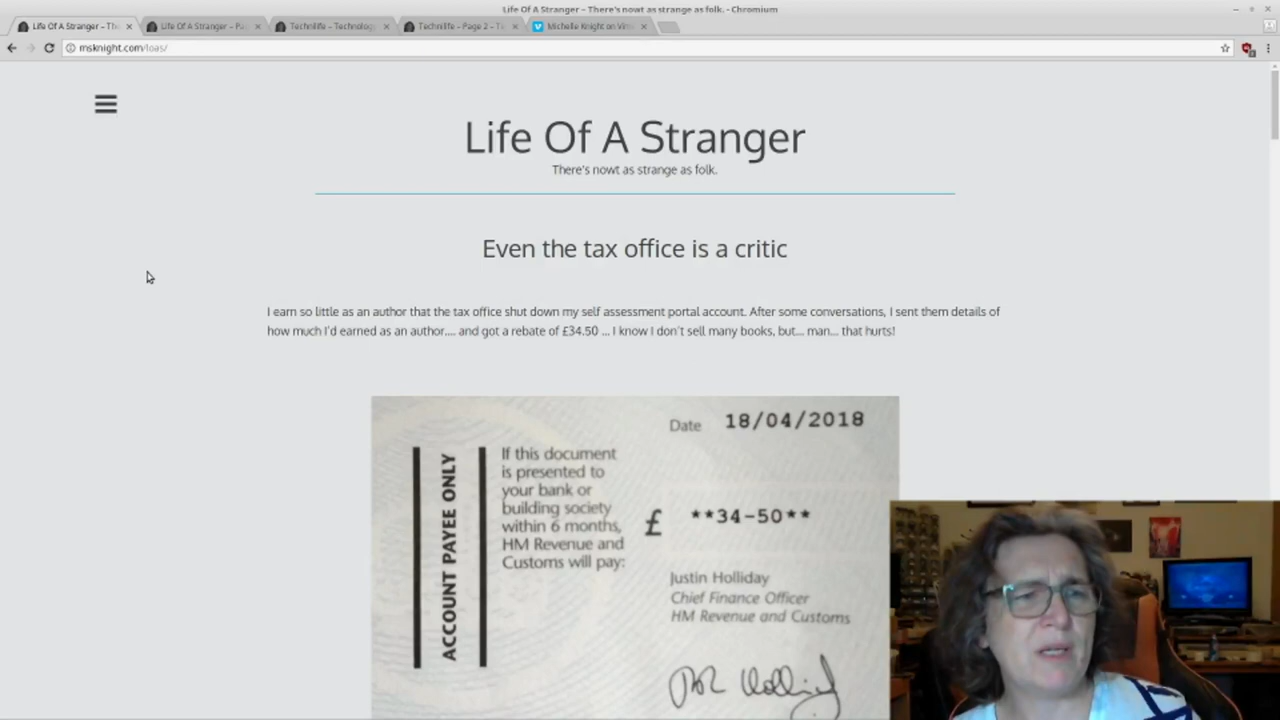 Life Of A Stranger – There's nowt as strange as folk. - Chromium
Life Of A Stranger – The
Life Of A Stranger – Pa
Technilife – Technology
Technilife – Page 2 – Te
Michelle Knight on Vim
msknight.com/loas/
Life Of A Stranger
There's nowt as strange as folk.
Even the tax office is a critic
I earn so little as an author that the tax office shut down my self assessment portal account. After some conversations, I sent them details of
how much I'd earned as an author.... and got a rebate of £34.50 ... I know I don't sell many books, but... man... that hurts!
Date 18/04/2018
ACCOUNT PAYEE ONLY
If this document
is presented to
your bank or
building society
within 6 months,
HM Revenue and
Customs will pay:
£ **34-50**
Justin Holliday
Chief Finance Officer
HM Revenue and Customs